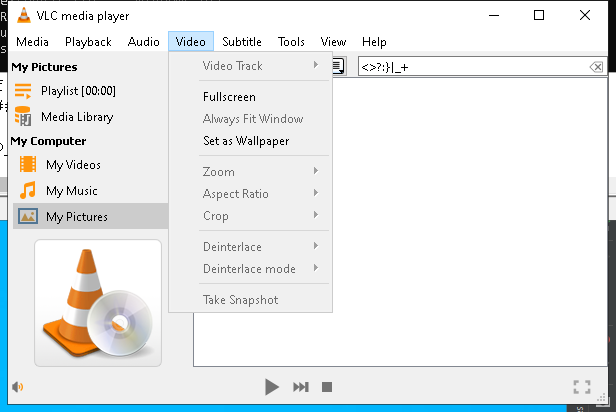 VLC media player
Media Playback Audio Video Subtitle Tools View Help
My Pictures
Playlist [00:00]
Media Library
My Computer
My Videos
My Music
My Pictures
Video Track
Fullscreen
Always Fit Window
Set as Wallpaper
Zoom
Aspect Ratio
Crop
Deinterlace
Deinterlace mode
Take Snapshot
<>?:}|_+